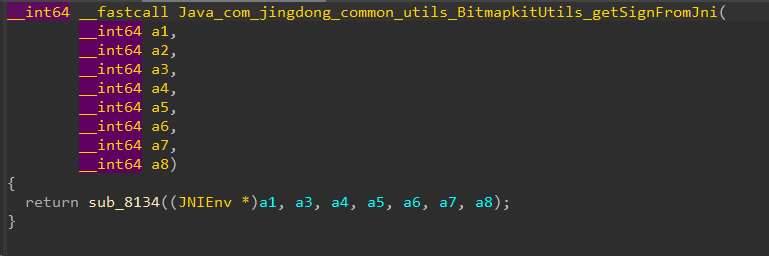 __int64 __fastcall Java_com_jingdong_common_utils_BitmapkitUtils_getSignFromJni(
        __int64 a1,
        __int64 a2,
        __int64 a3,
        __int64 a4,
        __int64 a5,
        __int64 a6,
        __int64 a7,
        __int64 a8)
{
  return sub_8134((JNIEnv *)a1, a3, a4, a5, a6, a7, a8);
}